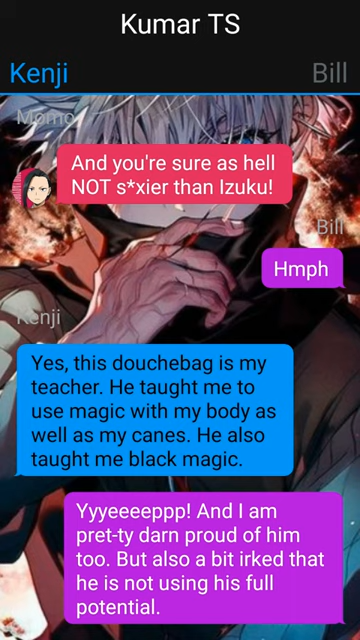 Kumar TS
Kenji
Bill
Momo
And you're sure as hell
NOT s*xier than Izuku!
Bill
Hmph
Kenji
Yes, this douchebag is my
teacher. He taught me to
use magic with my body as
well as my canes. He also
taught me black magic.
Yyyeeeeppp! And I am
pret-ty darn proud of him
too. But also a bit irked that
he is not using his full
potential.